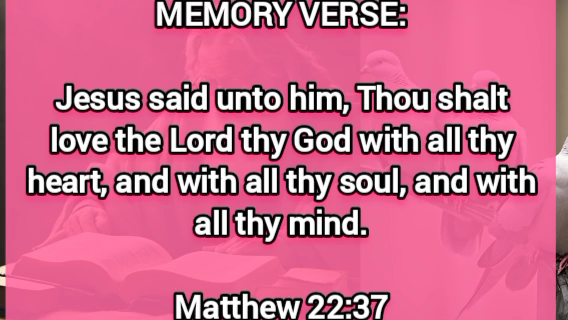 MEMORY VERSE:
Jesus said unto him, Thou shalt
love the Lord thy God with all thy
heart, and with all thy soul, and with
all thy mind.
Matthew 22:37